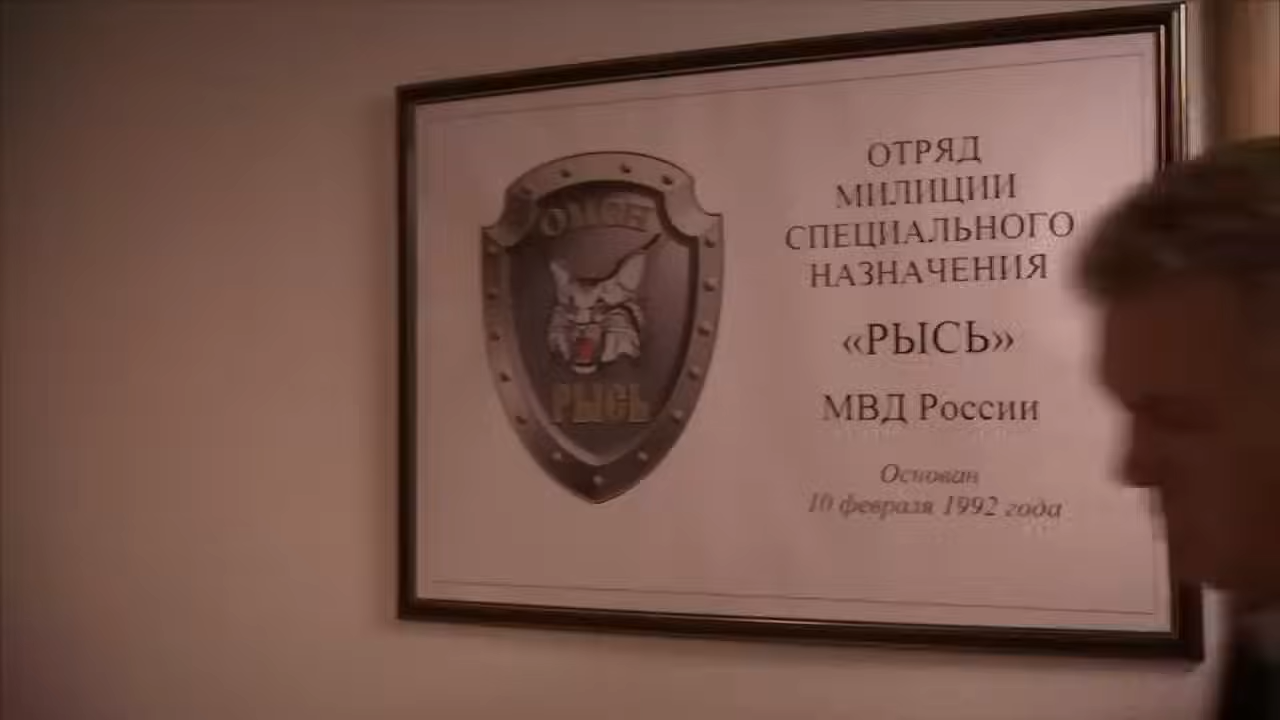 ОМСН
РЫСЬ
ОТРЯД
МИЛИЦИИ
СПЕЦИАЛЬНОГО
НАЗНАЧЕНИЯ
«РЫСЬ»
МВД России
Основан
10 февраля 1992 года